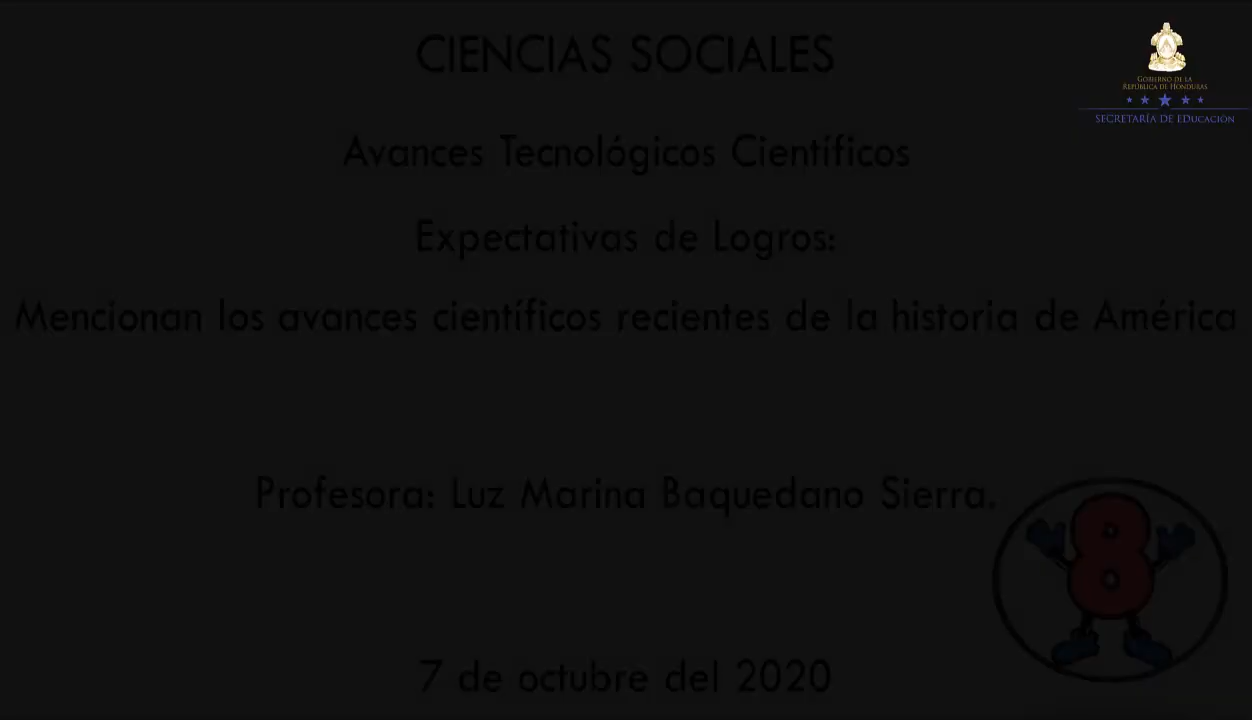 CIENCIAS SOCIALES
GOBIERNO DE LA
REPÚBLICA DE HONDURAS
SECRETARÍA DE EDUCACIÓN
Avances Tecnológicos Científicos
Expectativas de Logros:
Mencionan los avances científicos recientes de la historia de América
Profesora: Luz Marina Baquedano Sierra.
8
7 de octubre del 2020